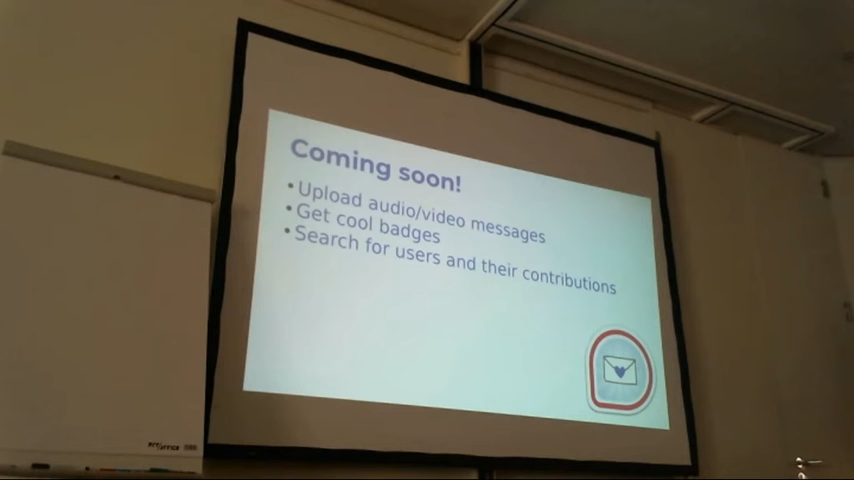 Coming soon!
•Upload audio/video messages
•Get cool badges
•Search for users and their contributions